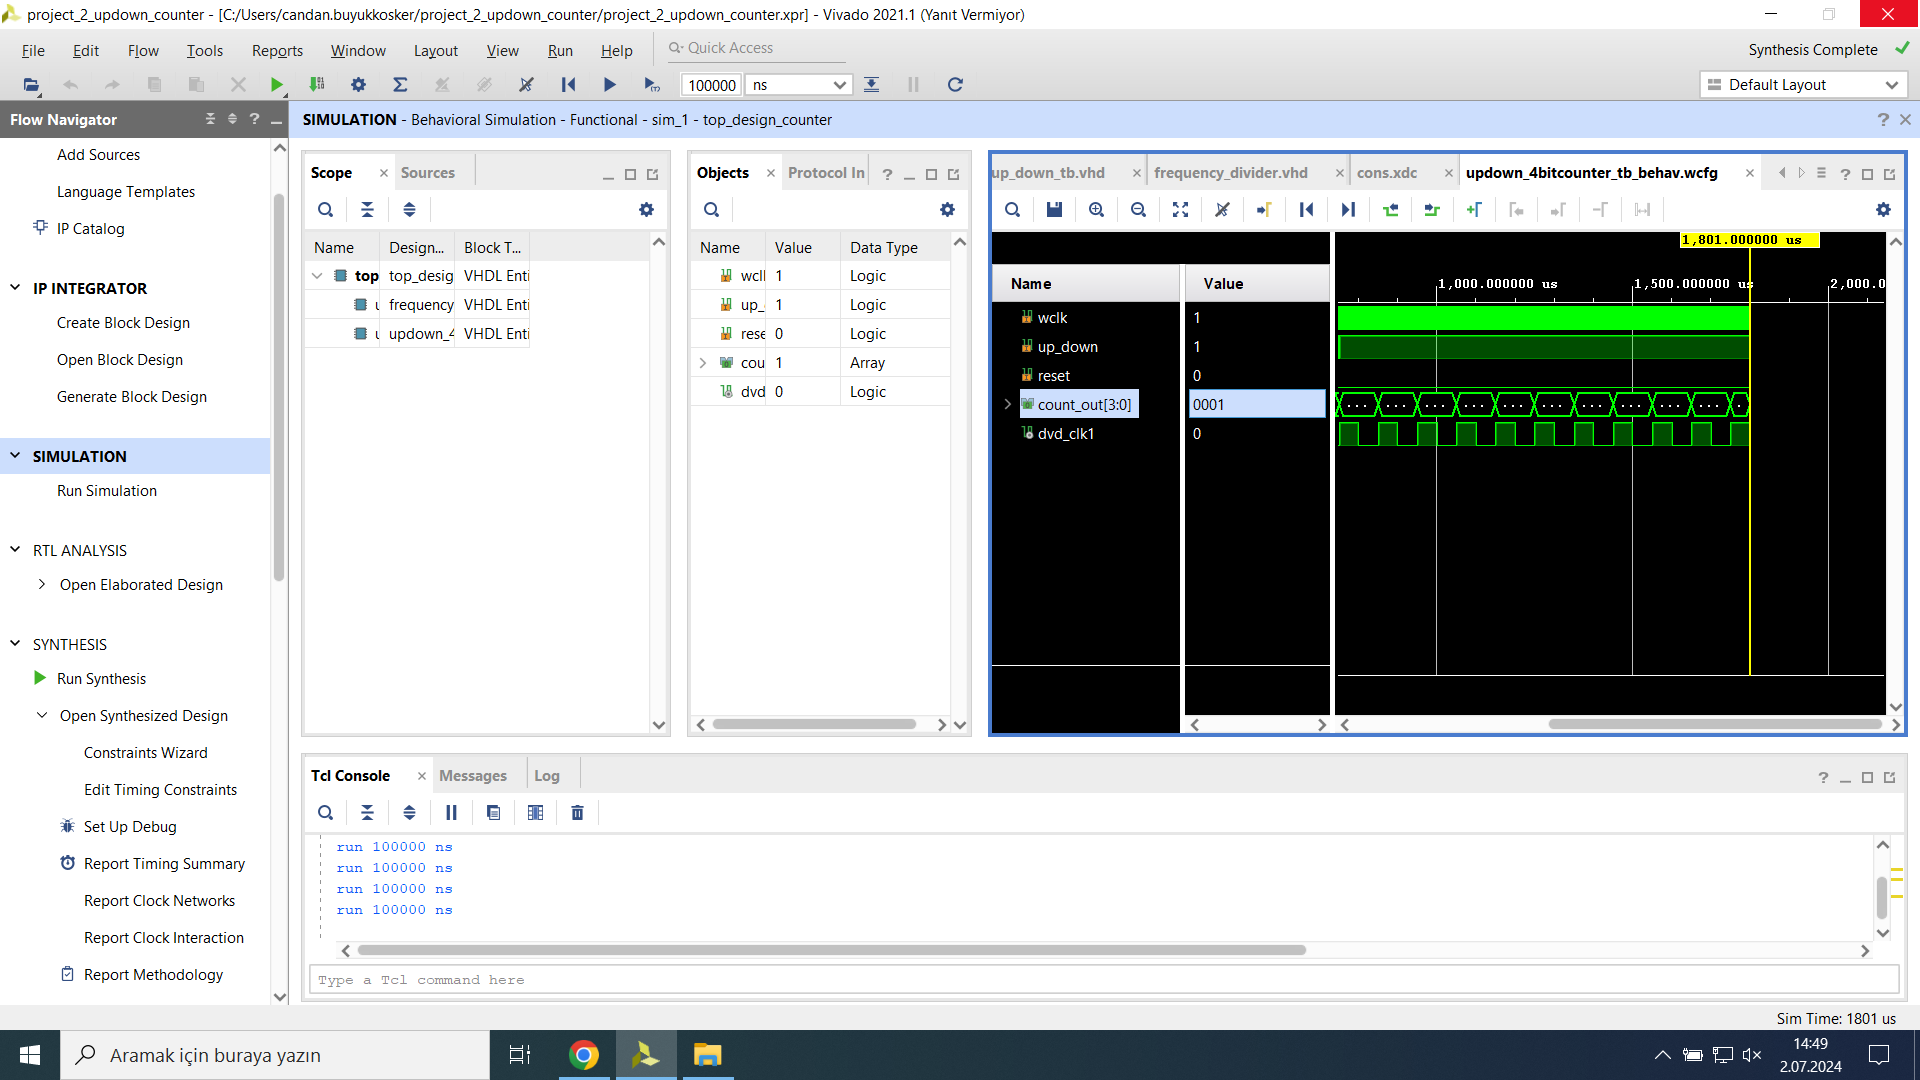 project_2_updown_counter - [C:/Users/candan.buyukkosker/project_2_updown_counter/project_2_updown_counter.xpr] - Vivado 2021.1 (Yanıt Vermiyor)
File Edit Flow Tools Reports Window Layout View Run Help Quick Access
Synthesis Complete
100000 ns
Default Layout
Flow Navigator
SIMULATION - Behavioral Simulation - Functional - sim_1 - top_design_counter
Add Sources
Language Templates
IP Catalog
IP INTEGRATOR
Create Block Design
Open Block Design
Generate Block Design
SIMULATION
Run Simulation
RTL ANALYSIS
Open Elaborated Design
SYNTHESIS
Run Synthesis
Open Synthesized Design
Constraints Wizard
Edit Timing Constraints
Set Up Debug
Report Timing Summary
Report Clock Networks
Report Clock Interaction
Report Methodology
Scope Sources
Name Design... Block T...
top top_desig VHDL Enti
u frequency VHDL Enti
u updown_4 VHDL Enti
Objects Protocol In
Name Value Data Type
wcll 1 Logic
up_ 1 Logic
rese 0 Logic
cou 1 Array
dvd 0 Logic
up_down_tb.vhd frequency_divider.vhd cons.xdc updown_4bitcounter_tb_behav.wcfg
1,801.000000 us
Name Value
1,000.000000 us 1,500.000000 us 2,000.0
wclk 1
up_down 1
reset 0
count_out[3:0] 0001
... ... ... ... ... ... ... ... ... ... .
dvd_clk1 0
Tcl Console Messages Log
run 100000 ns
run 100000 ns
run 100000 ns
run 100000 ns
Type a Tcl command here
Sim Time: 1801 us
Aramak için buraya yazın
14:49
2.07.2024